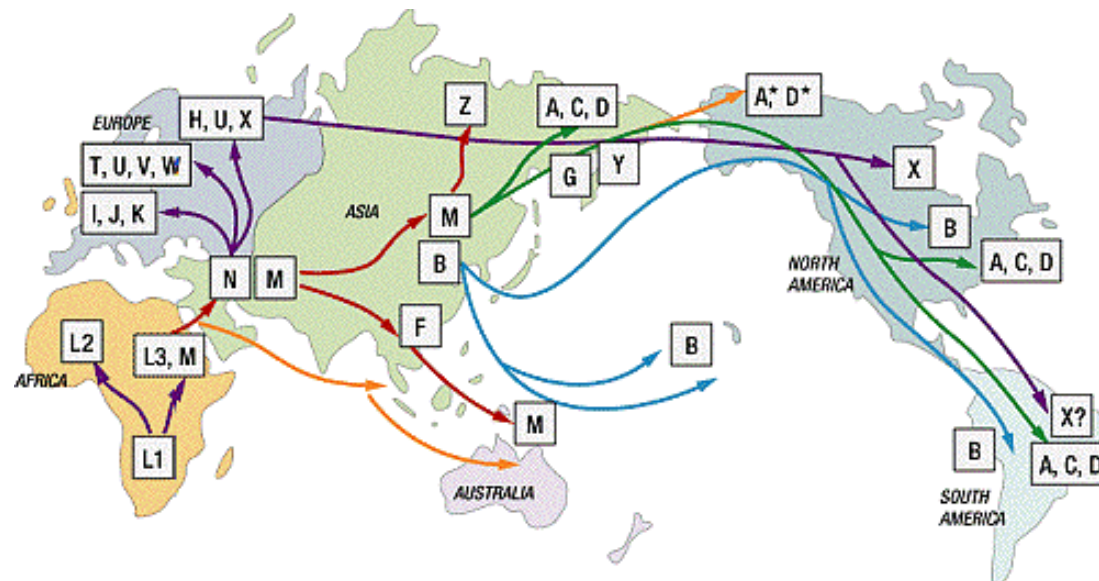 EUROPE
H, U, X
T, U, V, W
I, J, K
Z
A, C, D
A,* D*
G
Y
X
ASIA
M
B
B
A, C, D
NORTH
AMERICA
N
M
F
L2
L3, M
AFRICA
L1
B
M
AUSTRALIA
X?
B
A, C, D
SOUTH
AMERICA